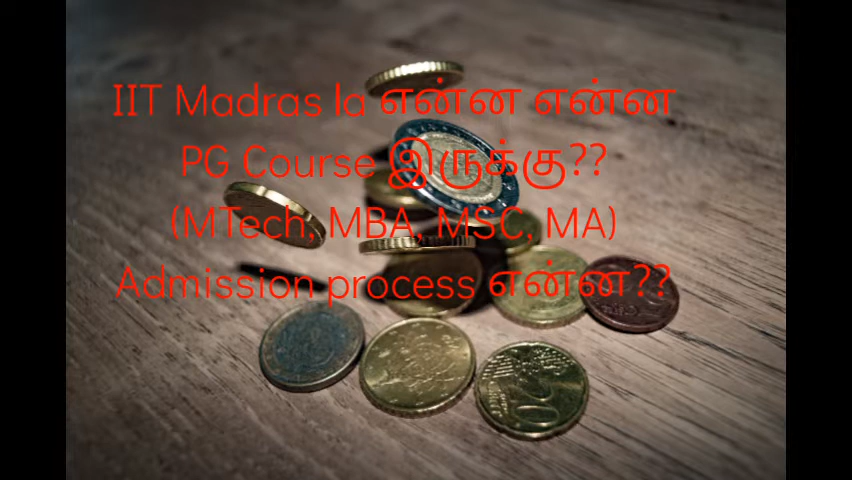 IIT Madras la என்ன என்ன
PG Course இருக்கு??
(MTech, MBA, MSC, MA)
Admission process என்ன??